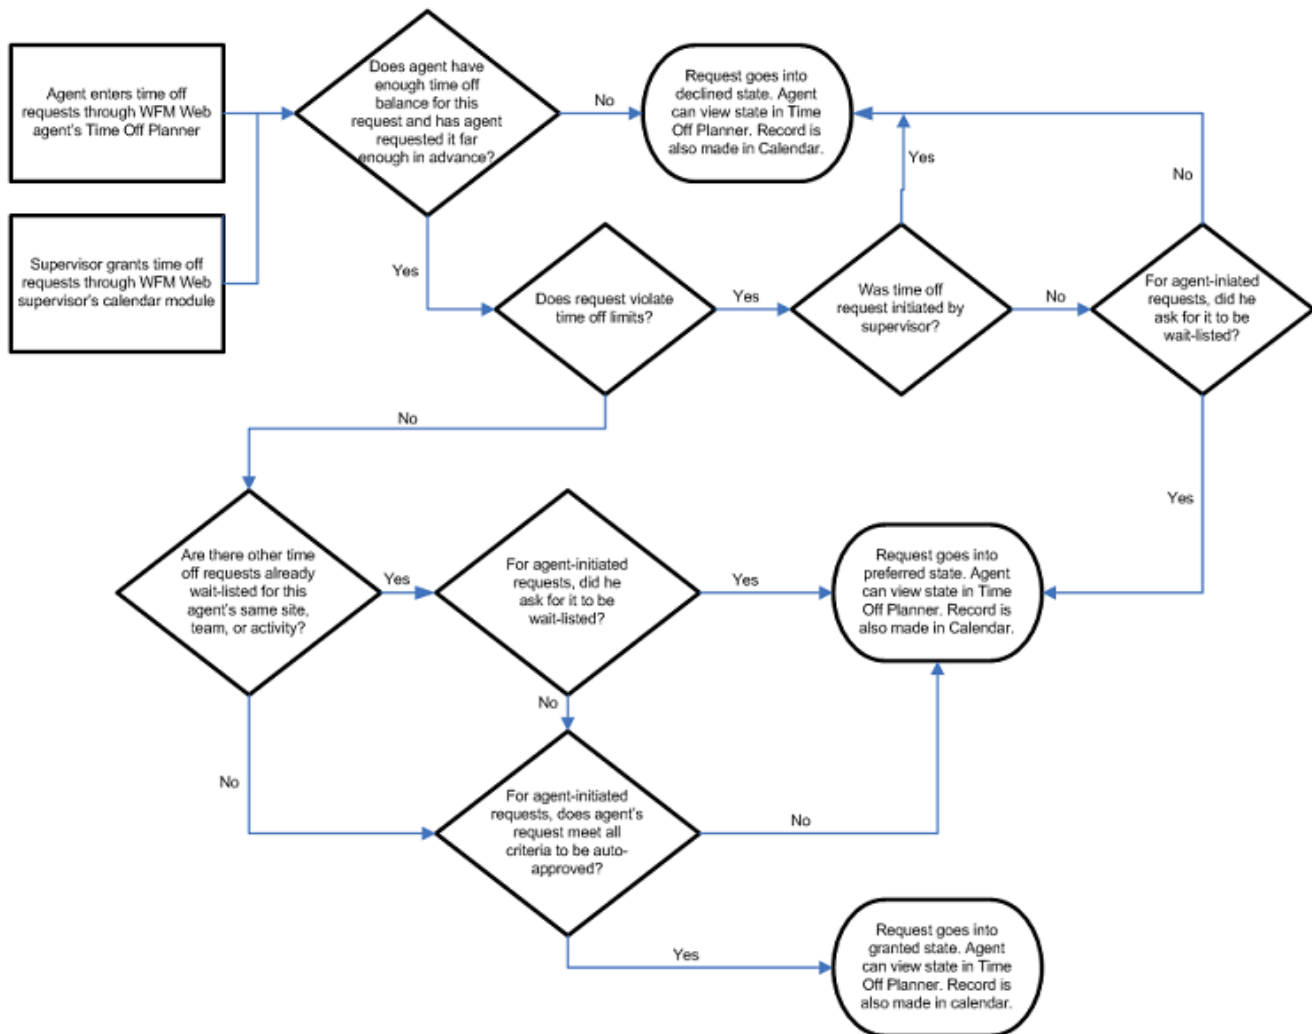 Agent enters time off
requests through WFM Web
agent's Time Off Planner
Does agent have
enough time off
balance for this
request and has agent
requested it far
enough in advance?
No
Request goes into
declined state. Agent
can view state in Time
Off Planner. Record is
also made in Calendar.
Yes
No
Supervisor grants time off
requests through WFM Web
supervisor's calendar module
Yes
Does request violate
time off limits?
Yes
Was time off
request initiated by
supervisor?
No
For agent-iniated
requests, did he
ask for it to be
wait-listed?
No
Yes
Are there other time
off requests already
wait-listed for this
agent's same site,
team, or activity?
Yes
For agent-initiated
requests, did he
ask for it to be
wait-listed?
Yes
Request goes into
preferred state. Agent
can view state in Time
Off Planner. Record is
also made in Calendar.
No
No
For agent-initiated
requests, does agent's
request meet all
criteria to be auto-
approved?
No
Yes
Request goes into
granted state. Agent
can view state in Time
Off Planner. Record is
also made in calendar.